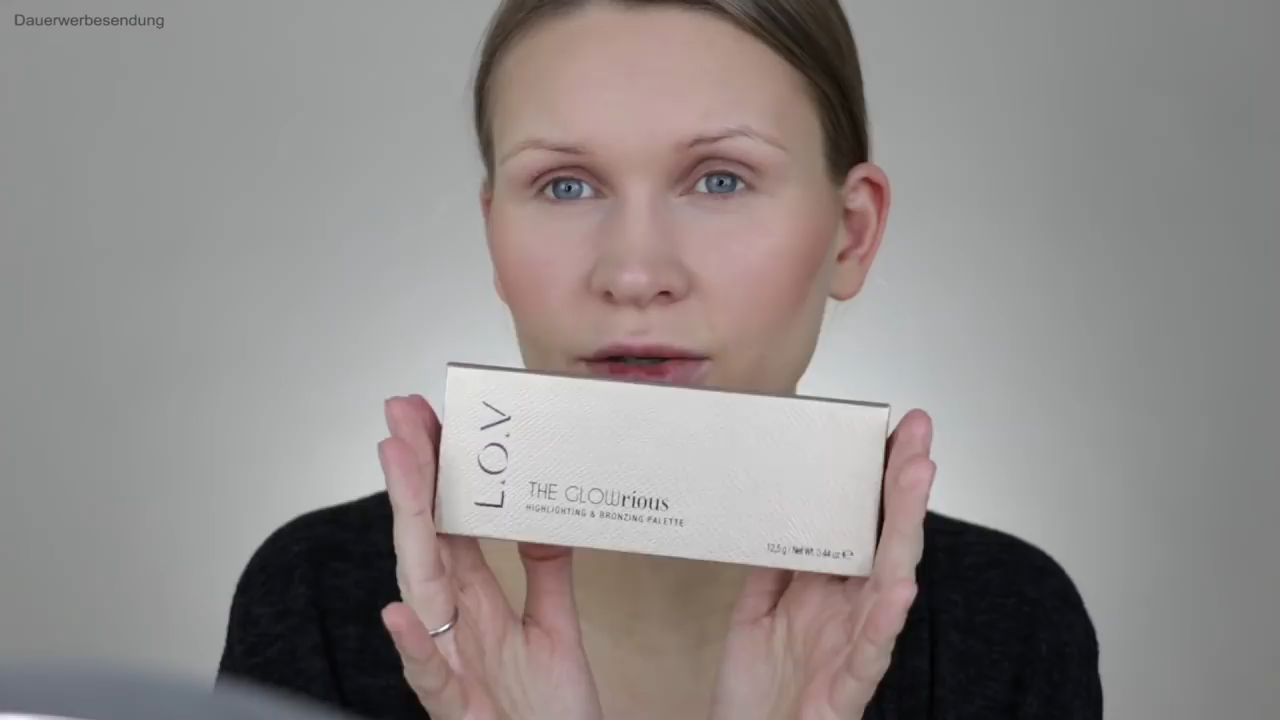 Dauerwerbesendung
L.O.V
THE GLOWrious
HIGHLIGHTING & BRONZING PALETTE
12,5 g / Net Wt. 0.44 oz ℮